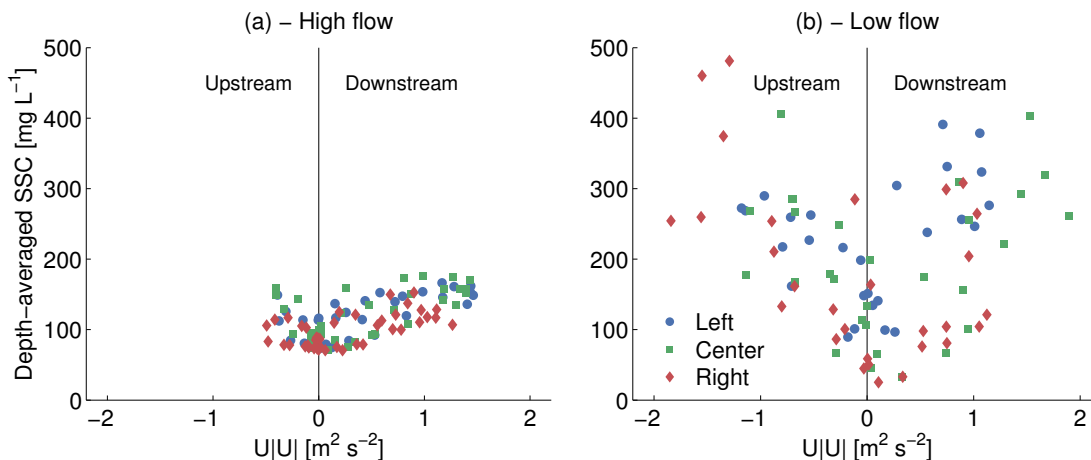 (a) – High flow
(b) – Low flow
Depth–averaged SSC [mg L⁻¹]
500
400
300
200
100
0
Upstream
Downstream
−2
−1
0
1
2
U|U| [m² s⁻²]
500
400
300
200
100
0
Upstream
Downstream
Left
Center
Right
−2
−1
0
1
2
U|U| [m² s⁻²]